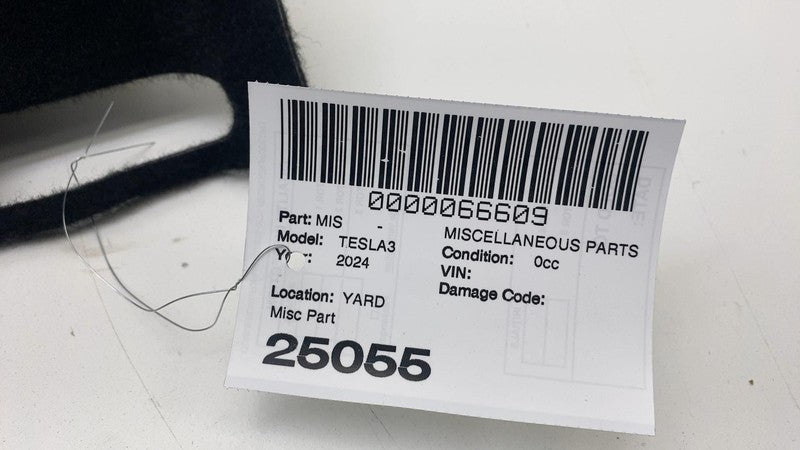 0000066609
Part: MIS - MISCELLANEOUS PARTS
Model: TESLA3 Condition: 0cc
2024 VIN:
Location: YARD Damage Code:
Misc Part
25055